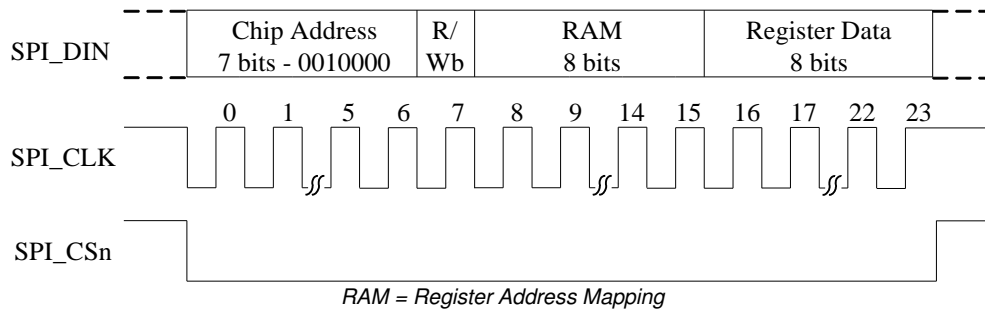 SPI_DIN
Chip Address
7 bits - 0010000
R/
Wb
RAM
8 bits
Register Data
8 bits
0 1 5 6 7 8 9 14 15 16 17 22 23
SPI_CLK
SPI_CSn
RAM = Register Address Mapping